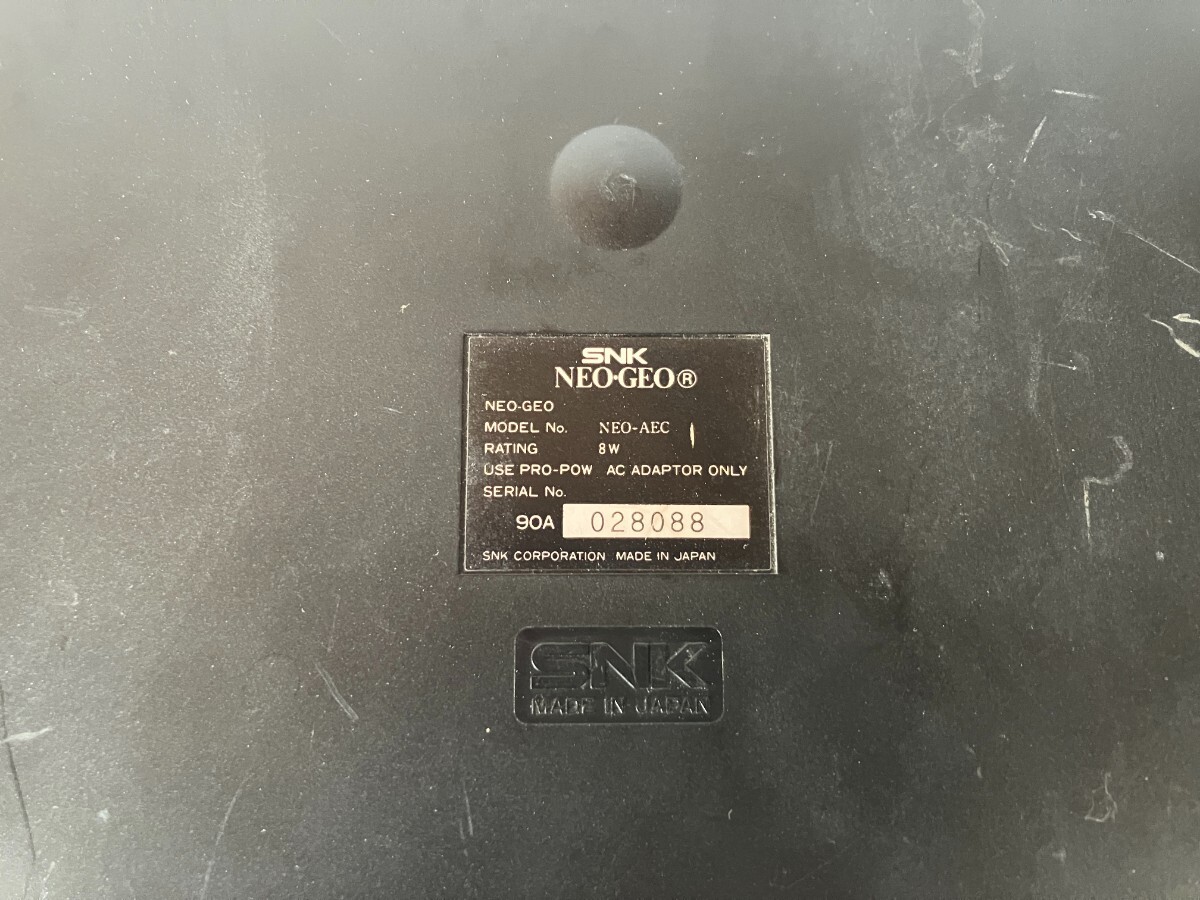 SNK
NEO·GEO®
NEO-GEO
MODEL No. NEO-AEC
RATING 8W
USE PRO-POW AC ADAPTOR ONLY
SERIAL No.
90A 028088
SNK CORPORATION MADE IN JAPAN
SNK
MADE IN JAPAN